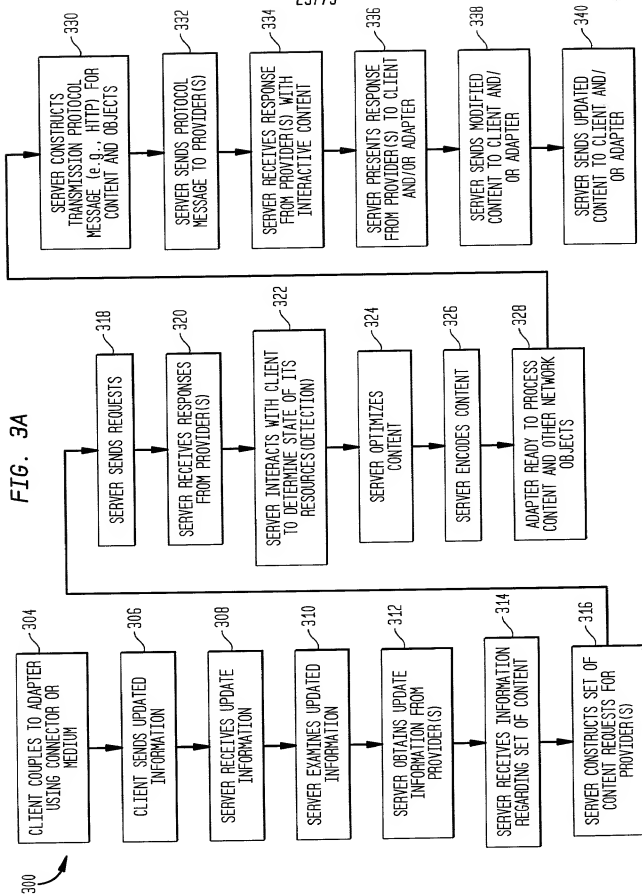 FIG. 3A
300
CLIENT COUPLES TO ADAPTER
USING CONNECTOR OR
MEDIUM
304
CLIENT SENDS UPDATED
INFORMATION
306
SERVER RECEIVES UPDATE
INFORMATION
308
SERVER EXAMINES UPDATED
INFORMATION
310
SERVER OBTAINS UPDATE
INFORMATION FROM
PROVIDER(S)
312
SERVER RECEIVES INFORMATION
REGARDING SET OF CONTENT
314
SERVER CONSTRUCTS SET OF
CONTENT REQUESTS FOR
PROVIDER(S)
316
SERVER SENDS REQUESTS
318
SERVER RECEIVES RESPONSES
FROM PROVIDER(S)
320
SERVER INTERACTS WITH CLIENT
TO DETERMINE STATE OF ITS
RESOURCES(DETECTION)
322
SERVER OPTIMIZES
CONTENT
324
SERVER ENCODES CONTENT
326
ADAPTER READY TO PROCESS
CONTENT AND OTHER NETWORK
OBJECTS
328
SERVER CONSTRUCTS
TRANSMISSION PROTOCOL
MESSAGE (e.g., HTTP) FOR
CONTENT AND OBJECTS
330
SERVER SENDS PROTOCOL
MESSAGE TO PROVIDER(S)
332
SERVER RECEIVES RESPONSE
FROM PROVIDER(S) WITH
INTERACTIVE CONTENT
334
SERVER PRESENTS RESPONSE
FROM PROVIDER(S) TO CLIENT
AND/OR ADAPTER
336
SERVER SENDS MODIFIED
CONTENT TO CLIENT AND/
OR ADAPTER
338
SERVER SENDS UPDATED
CONTENT TO CLIENT AND/
OR ADAPTER
340